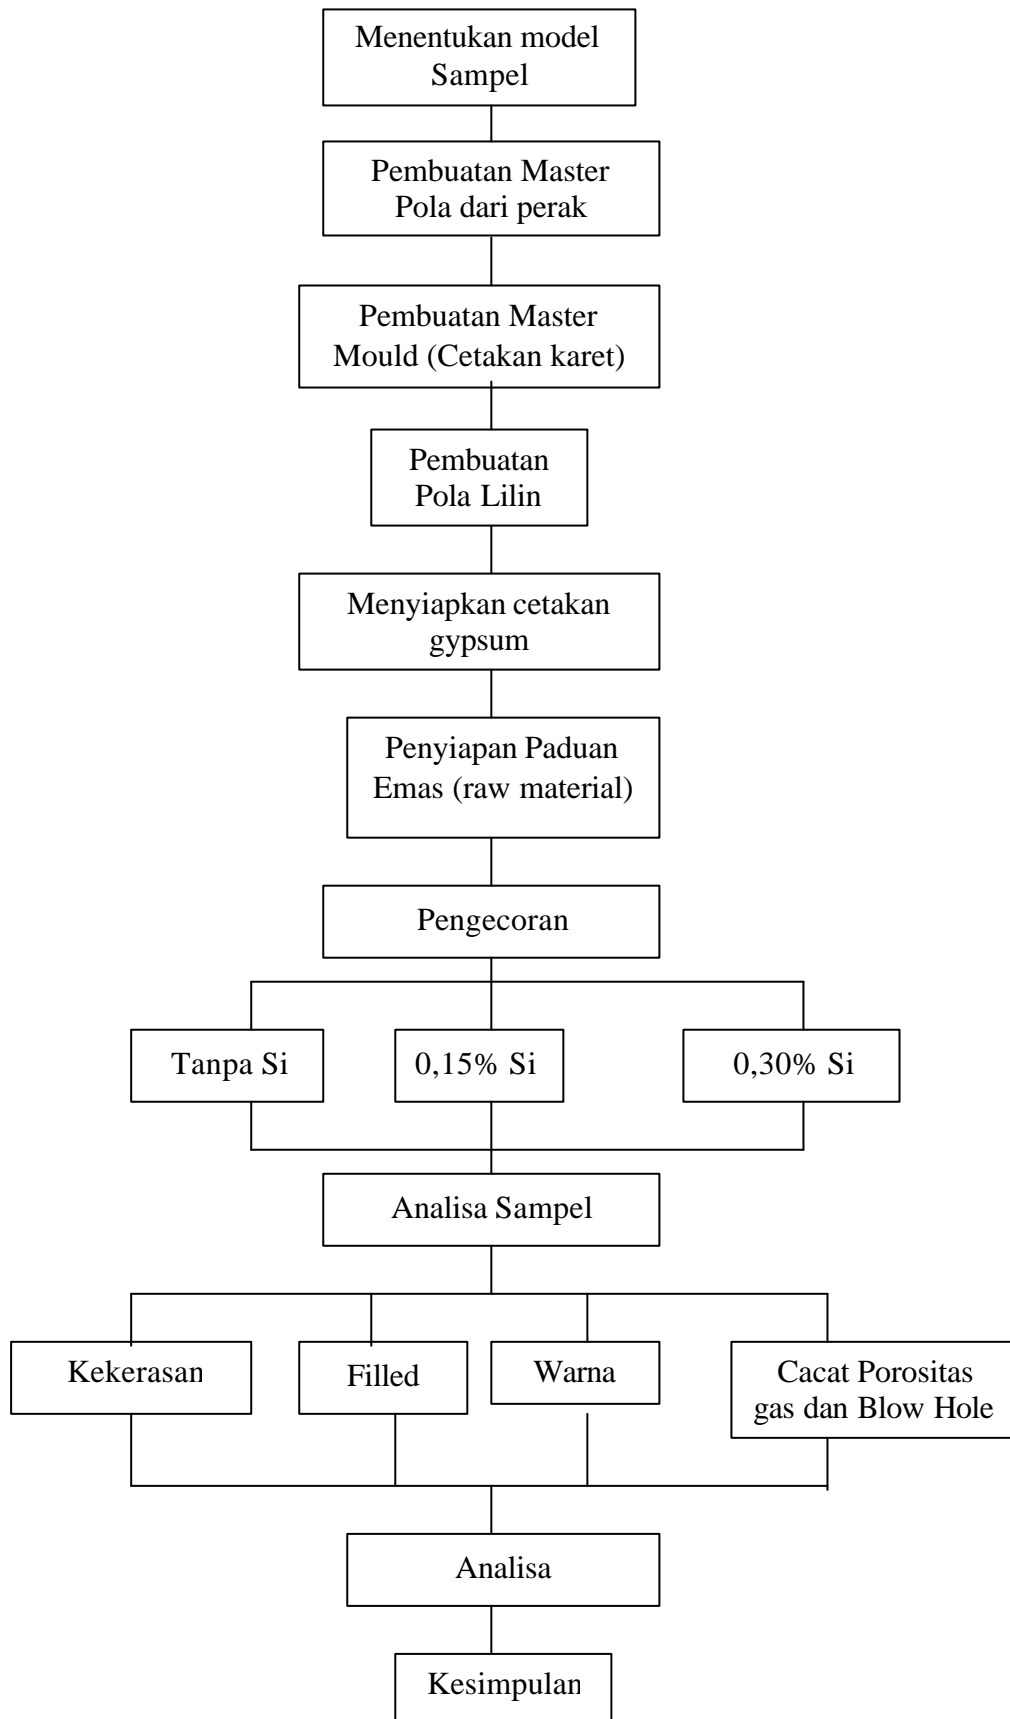 Menentukan model
Sampel
Pembuatan Master
Pola dari perak
Pembuatan Master
Mould (Cetakan karet)
Pembuatan
Pola Lilin
Menyiapkan cetakan
gypsum
Penyiapan Paduan
Emas (raw material)
Pengecoran
Tanpa Si
0,15% Si
0,30% Si
Analisa Sampel
Kekerasan
Filled
Warna
Cacat Porositas
gas dan Blow Hole
Analisa
Kesimpulan